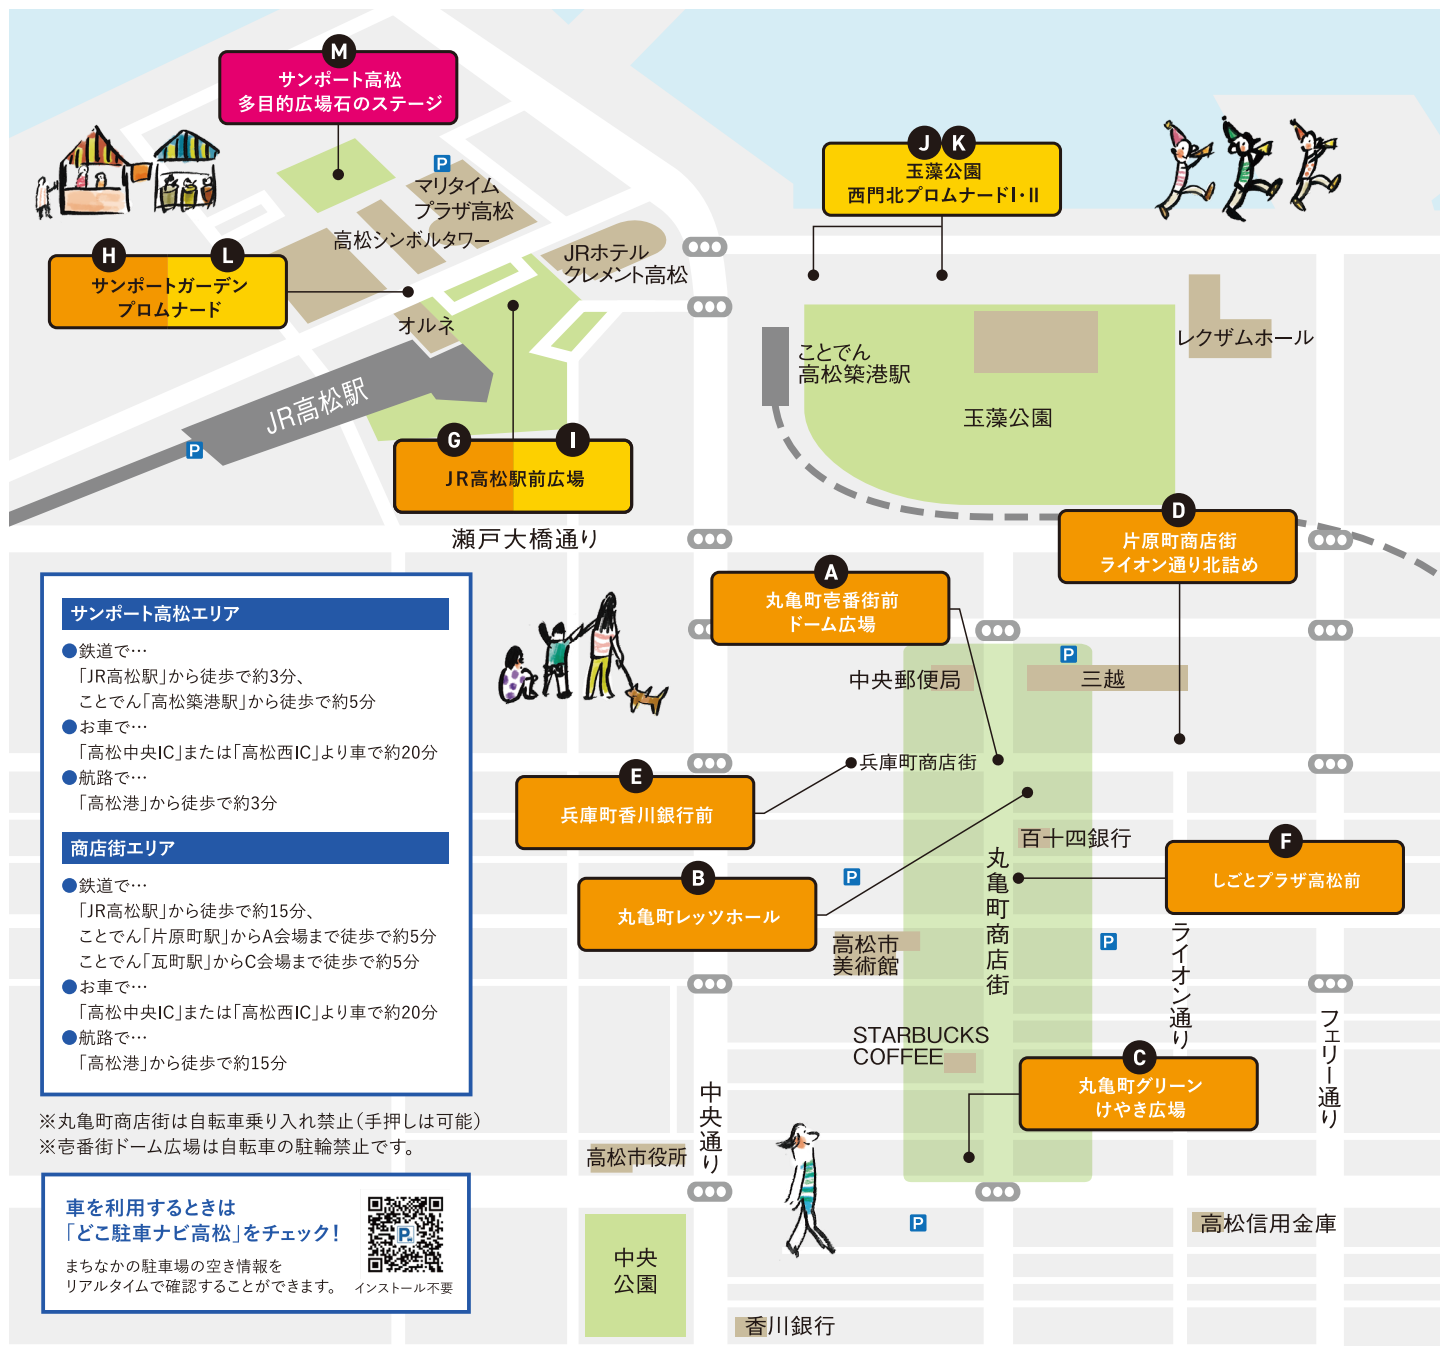 M
サンポート高松
多目的広場石のステージ
P
マリタイム
プラザ高松
高松シンボルタワー
JRホテル
クレメント高松
J K
玉藻公園
西門北プロムナードI・II
H L
サンポートガーデン
プロムナード
オルネ
JR高松駅
P
G I
JR高松駅前広場
ことでん
高松築港駅
玉藻公園
レクザムホール
瀬戸大橋通り
D
片原町商店街
ライオン通り北詰め
A
丸亀町壱番街前
ドーム広場
中央郵便局
P
三越
兵庫町商店街
E
兵庫町香川銀行前
百十四銀行
F
しごとプラザ高松前
B
丸亀町レッツホール
P
丸亀町商店街
高松市
美術館
P
ライオン通り
フェリー通り
STARBUCKS
COFFEE
C
丸亀町グリーン
けやき広場
中央通り
高松市役所
P
高松信用金庫
中央
公園
香川銀行
サンポート高松エリア
●鉄道で…
「JR高松駅」から徒歩で約3分、
ことでん「高松築港駅」から徒歩で約5分
●お車で…
「高松中央IC」または「高松西IC」より車で約20分
●航路で…
「高松港」から徒歩で約3分
商店街エリア
●鉄道で…
「JR高松駅」から徒歩で約15分、
ことでん「片原町駅」からA会場まで徒歩で約5分
ことでん「瓦町駅」からC会場まで徒歩で約5分
●お車で…
「高松中央IC」または「高松西IC」より車で約20分
●航路で…
「高松港」から徒歩で約15分
※丸亀町商店街は自転車乗り入れ禁止(手押しは可能)
※壱番街ドーム広場は自転車の駐輪禁止です。
車を利用するときは
「どこ駐車ナビ高松」をチェック!
まちなかの駐車場の空き情報を
リアルタイムで確認することができます。
P
インストール不要